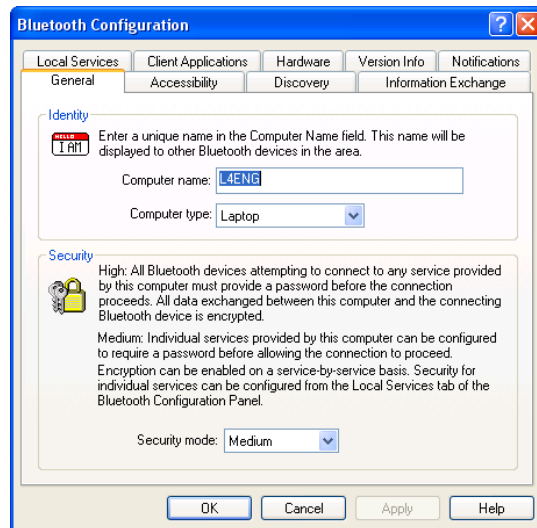 Bluetooth Configuration
Local Services Client Applications Hardware Version Info Notifications
General Accessibility Discovery Information Exchange
Identity
HELLO
I AM
Enter a unique name in the Computer Name field. This name will be
displayed to other Bluetooth devices in the area.
Computer name: L4ENG
Computer type: Laptop
Security
High: All Bluetooth devices attempting to connect to any service provided
by this computer must provide a password before the connection
proceeds. All data exchanged between this computer and the connecting
Bluetooth device is encrypted.
Medium: Individual services provided by this computer can be configured
to require a password before allowing the connection to proceed.
Encryption can be enabled on a service-by-service basis. Security for
individual services can be configured from the Local Services tab of the
Bluetooth Configuration Panel.
Security mode: Medium
OK Cancel Apply Help